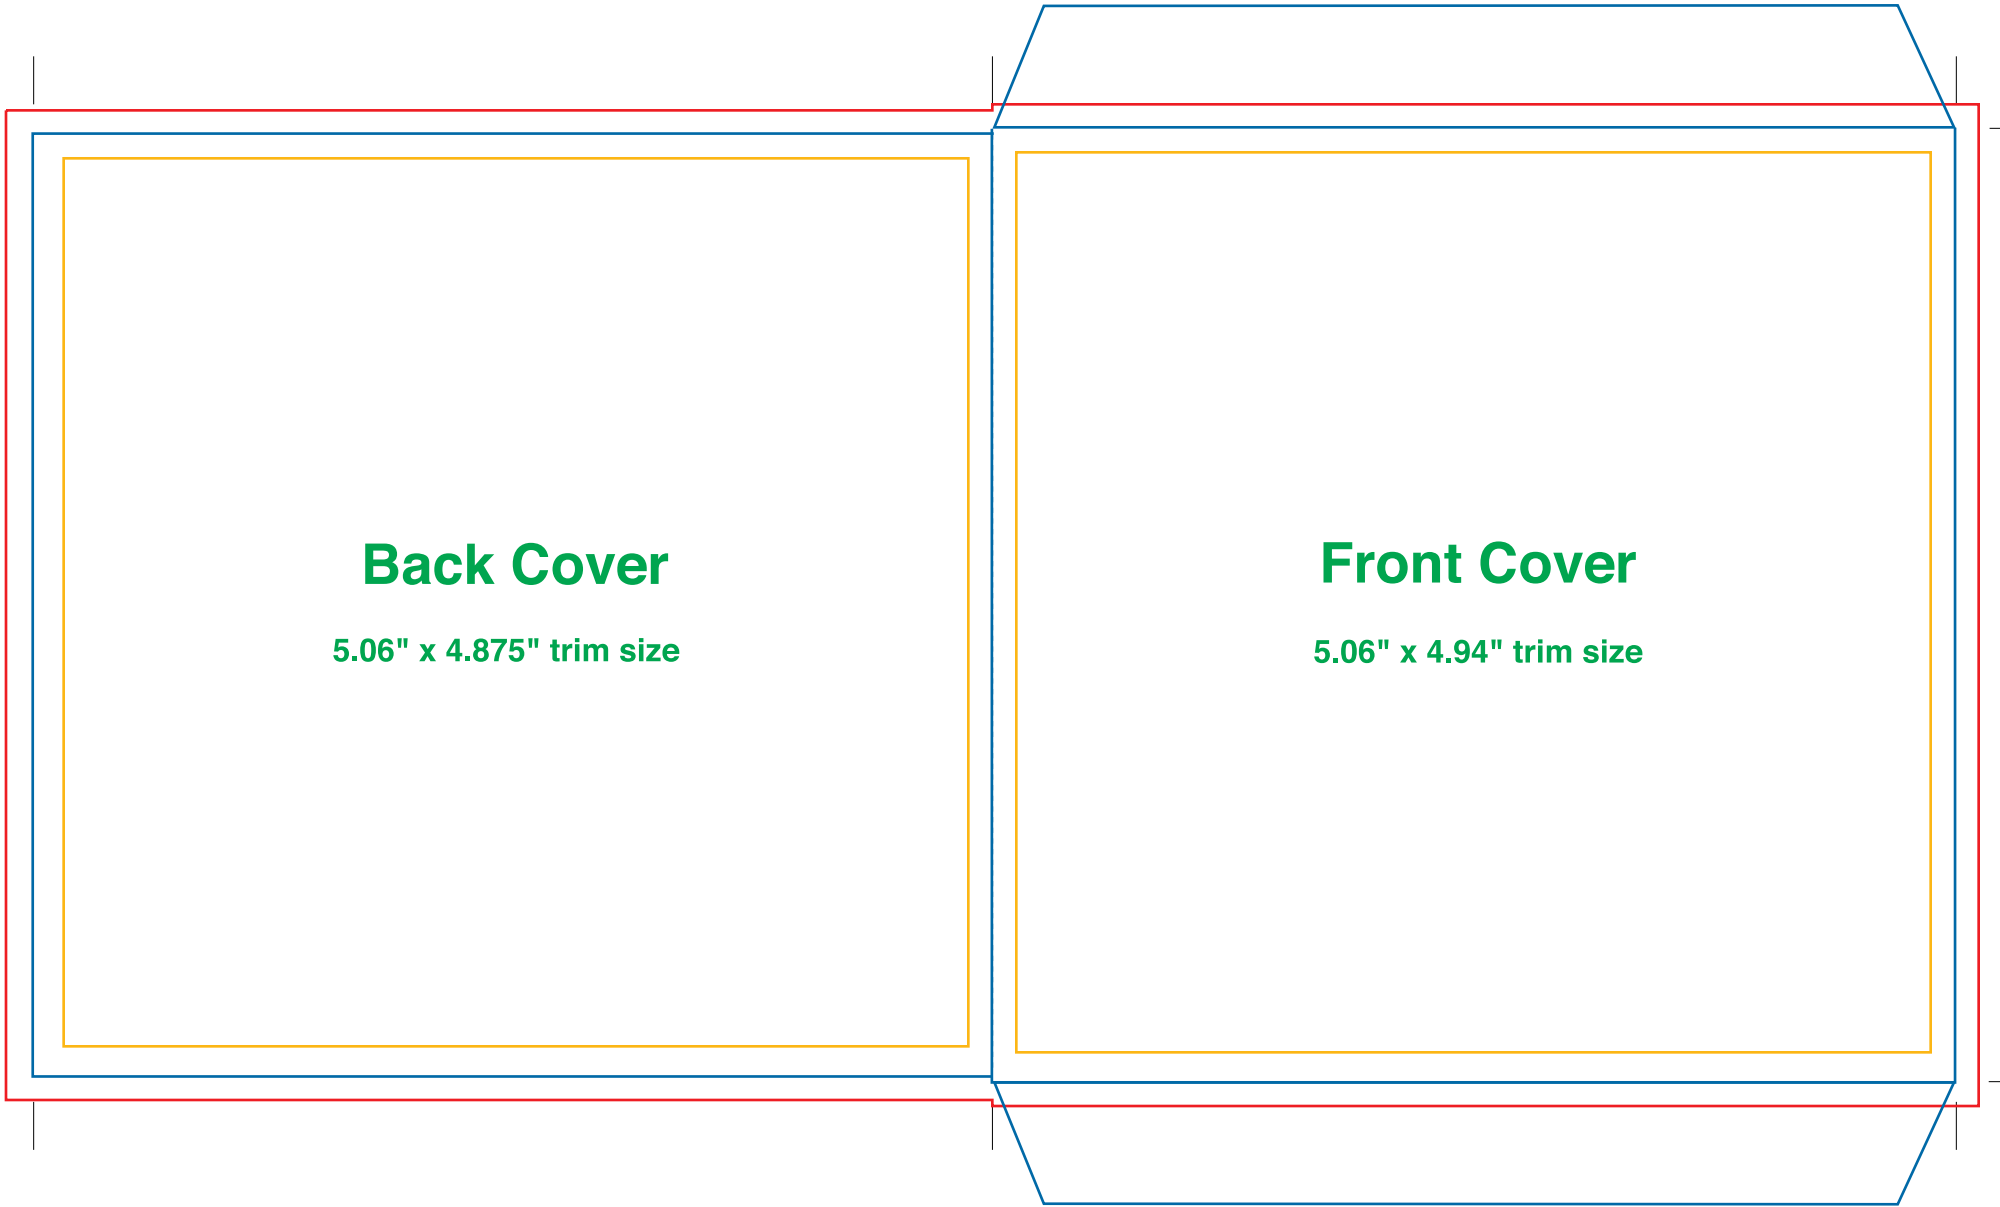 Back Cover
5.06" x 4.875" trim size
Front Cover
5.06" x 4.94" trim size